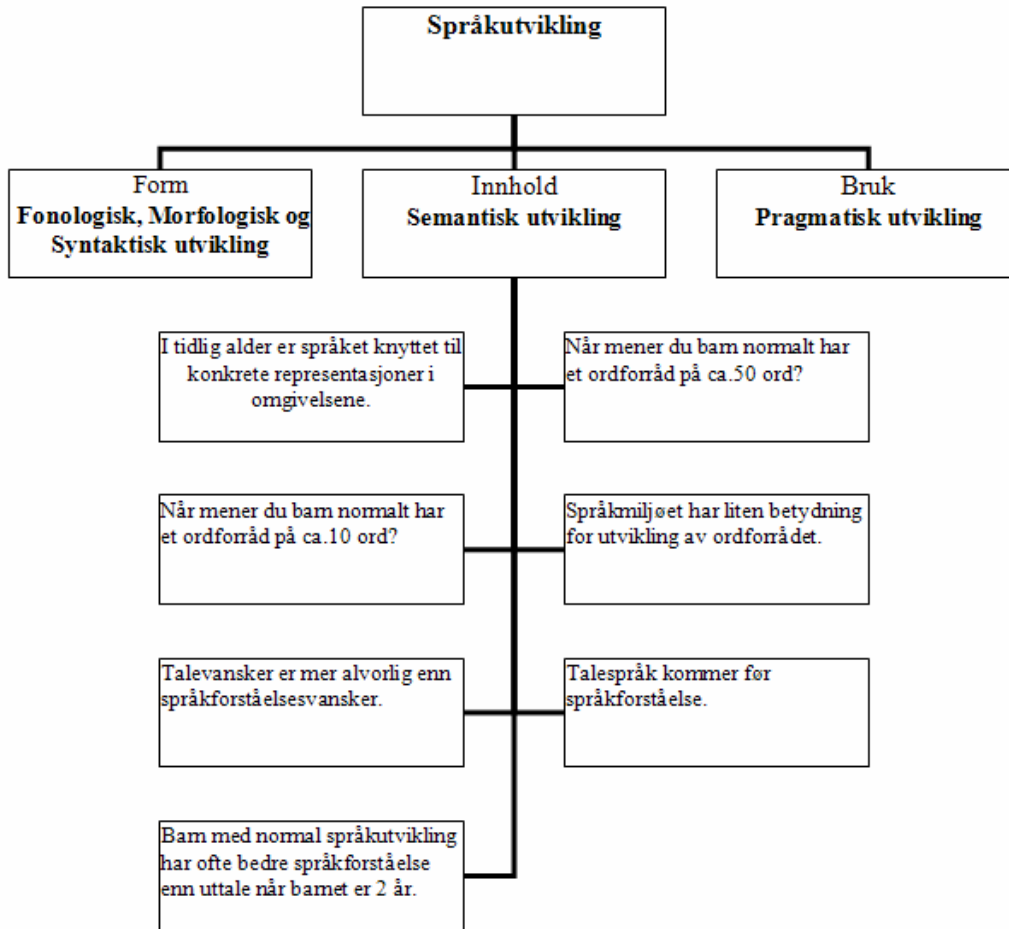 Språkutvikling
Form
Fonologisk, Morfologisk og
Syntaktisk utvikling
Innhold
Semantisk utvikling
Bruk
Pragmatisk utvikling
I tidlig alder er språket knyttet til
konkrete representasjoner i
omgivelsene.
Når mener du barn normalt har
et ordforråd på ca.50 ord?
Når mener du barn normalt har
et ordforråd på ca.10 ord?
Språkmiljøet har liten betydning
for utvikling av ordforrådet.
Talevansker er mer alvorlig enn
språkforståelsesvansker.
Talespråk kommer før
språkforståelse.
Barn med normal språkutvikling
har ofte bedre språkforståelse
enn uttale når barnet er 2 år.